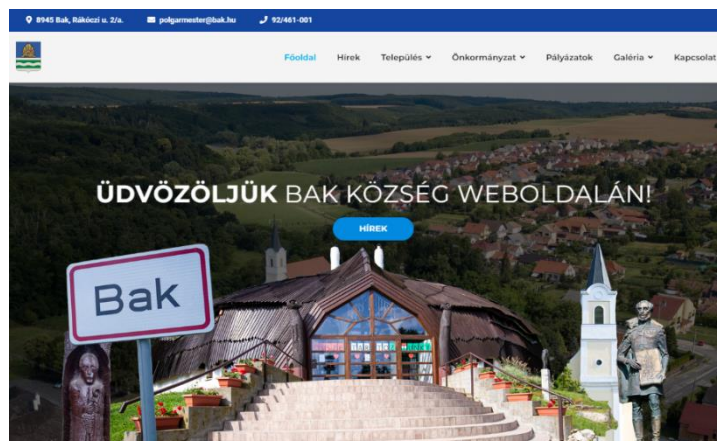 8945 Bak, Rákóczi u. 2/a. polgarmester@bak.hu 92/461-001
Főoldal Hírek Település Önkormányzat Pályázatok Galéria Kapcsolat
ÜDVÖZÖLJÜK BAK KÖZSÉG WEBOLDALÁN!
HÍREK
Bak